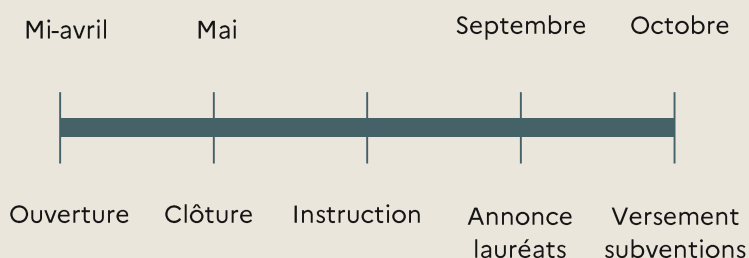 Mi-avril
Mai
Septembre
Octobre
Ouverture
Clôture
Instruction
Annonce
lauréats
Versement
subventions